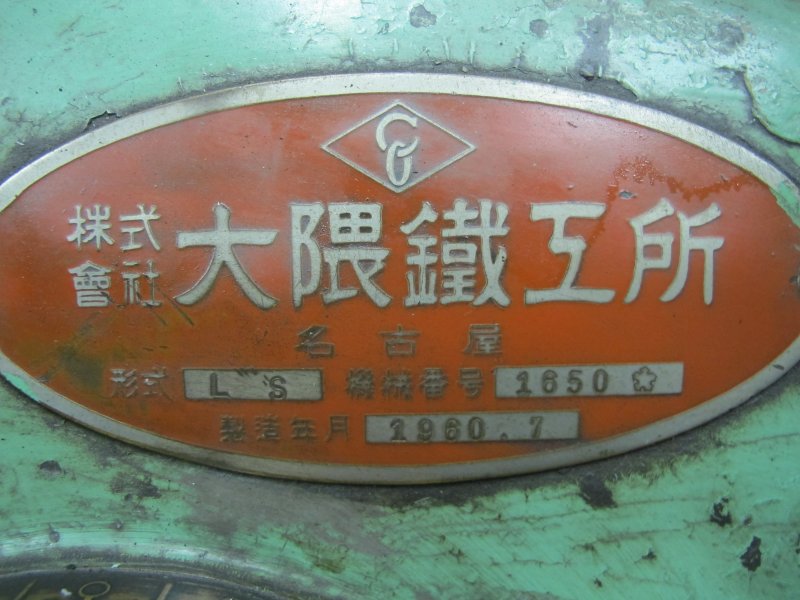 株式會社 大隈鐵工所
名古屋
形式 LS 機械番号 1650
製造年月 1960.7